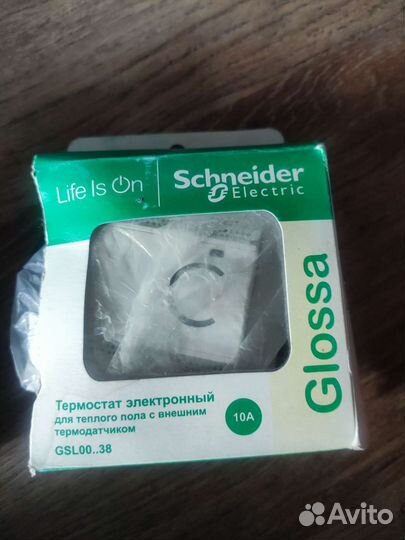 Life Is On
Schneider
Electric
Glossa
Термостат электронный
для теплого пола с внешним
термодатчиком
10A
GSL00..38
Avito